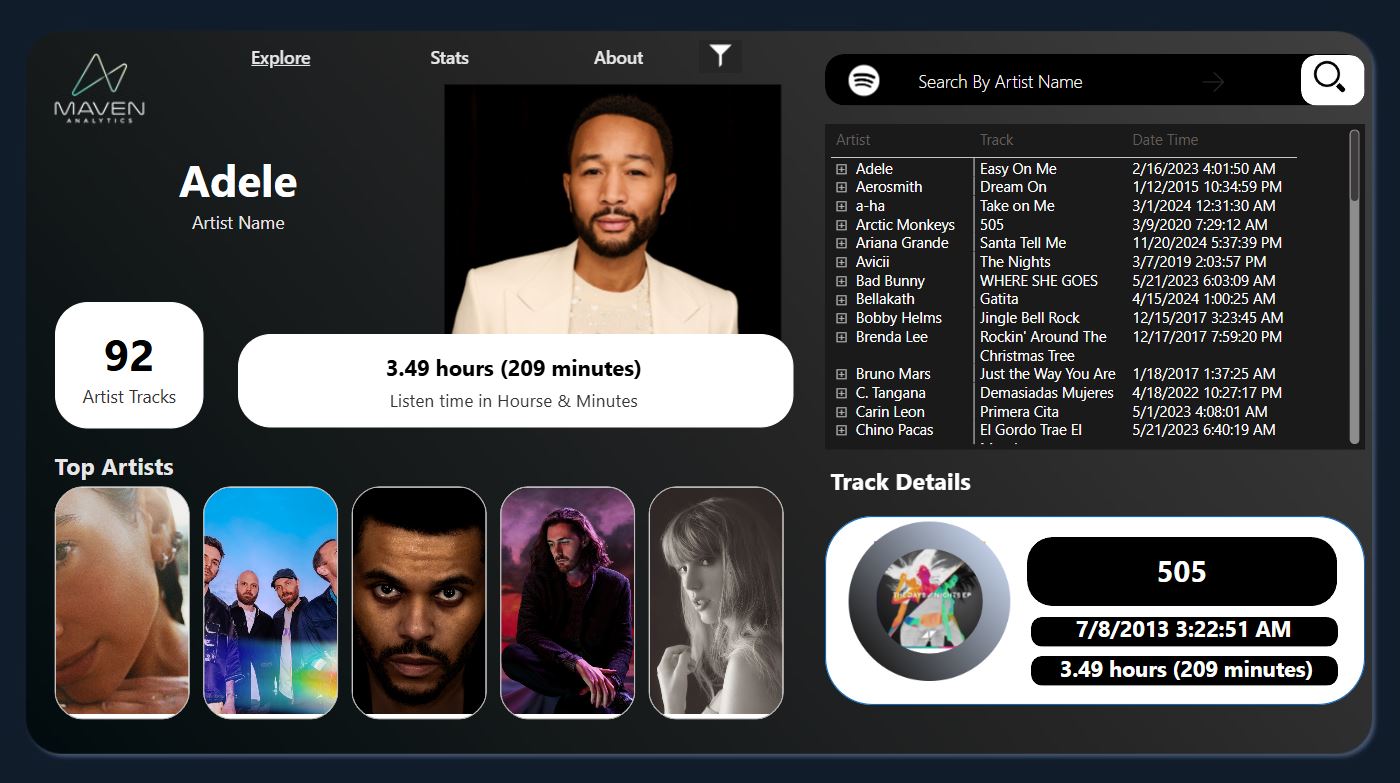 Explore
Stats
About
MAVEN
ANALYTICS
Adele
Artist Name
92
Artist Tracks
3.49 hours (209 minutes)
Listen time in Hourse & Minutes
Top Artists
Search By Artist Name
Artist Track Date Time
Adele Easy On Me 2/16/2023 4:01:50 AM
Aerosmith Dream On 1/12/2015 10:34:59 PM
a-ha Take on Me 3/1/2024 12:31:30 AM
Arctic Monkeys 505 3/9/2020 7:29:12 AM
Ariana Grande Santa Tell Me 11/20/2024 5:37:39 PM
Avicii The Nights 3/7/2019 2:03:57 PM
Bad Bunny WHERE SHE GOES 5/21/2023 6:03:09 AM
Bellakath Gatita 4/15/2024 1:00:25 AM
Bobby Helms Jingle Bell Rock 12/15/2017 3:23:45 AM
Brenda Lee Rockin' Around The 12/17/2017 7:59:20 PM
Christmas Tree
Bruno Mars Just the Way You Are 1/18/2017 1:37:25 AM
C. Tangana Demasiadas Mujeres 4/18/2022 10:27:17 PM
Carin Leon Primera Cita 5/1/2023 4:08:01 AM
Chino Pacas El Gordo Trae El 5/21/2023 6:40:19 AM
Track Details
THE DAYS / NIGHTS EP
505
7/8/2013 3:22:51 AM
3.49 hours (209 minutes)